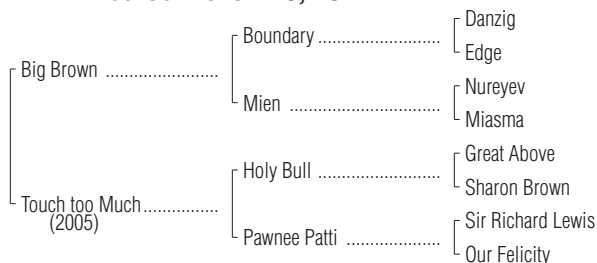 Danzig
Boundary ..............................
Edge
Big Brown ...........................
Nureyev
Mien .....................................
Miasma
Great Above
Holy Bull ................................
Sharon Brown
Touch too Much ..................
(2005)
Sir Richard Lewis
Pawnee Patti .......................
Our Felicity